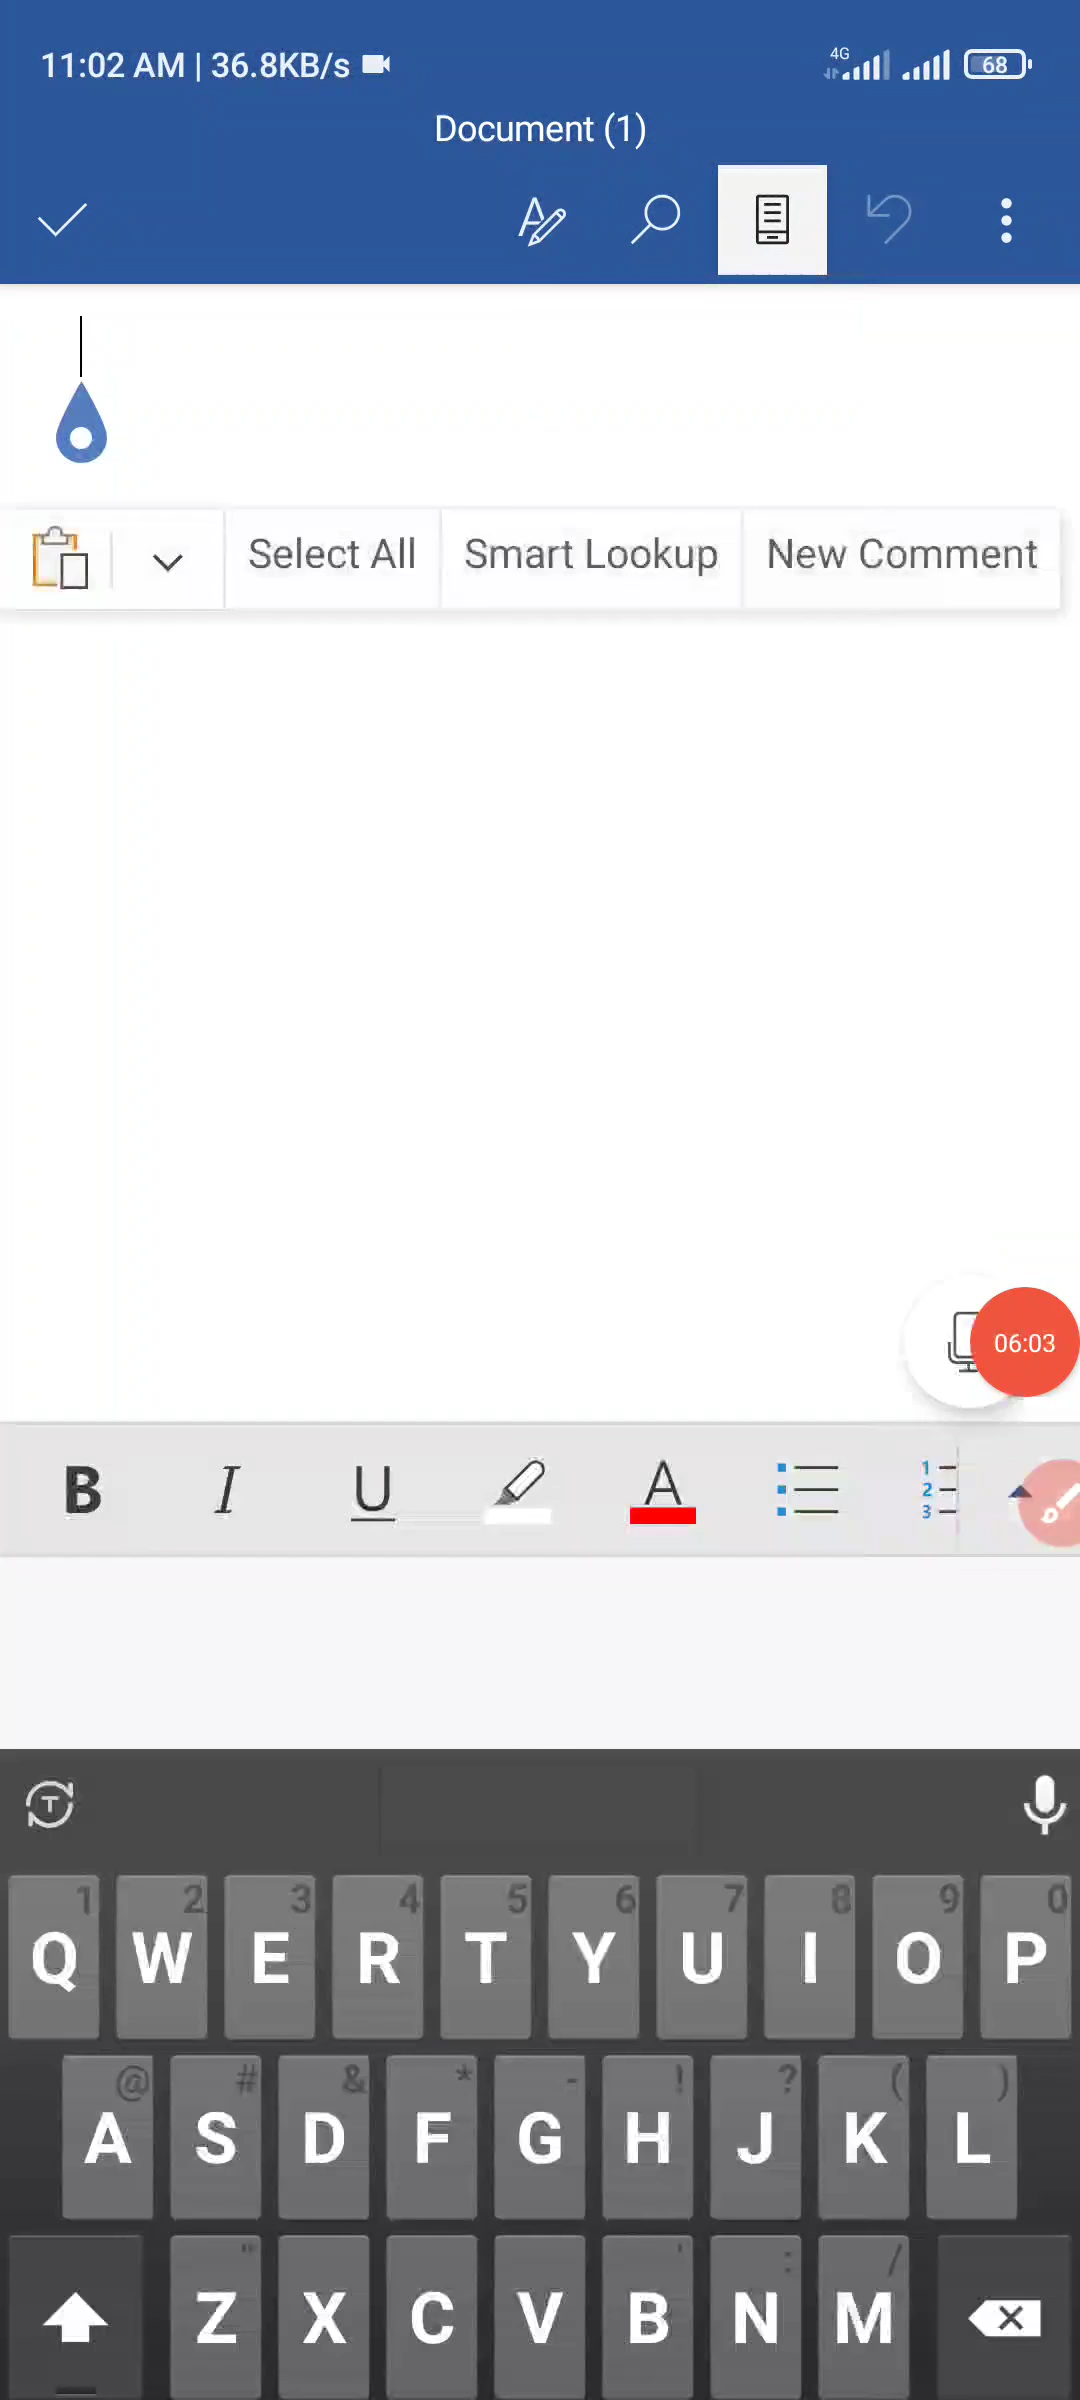 11:02 AM | 36.8KB/s 4G 68
Document (1)
Select All Smart Lookup New Comment
06:03
B I U A 1 2 3
T
1 2 3 4 5 6 7 8 9 0
Q W E R T Y U I O P
@ # & * - ! ? ( )
A S D F G H J K L
" ' : /
Z X C V B N M